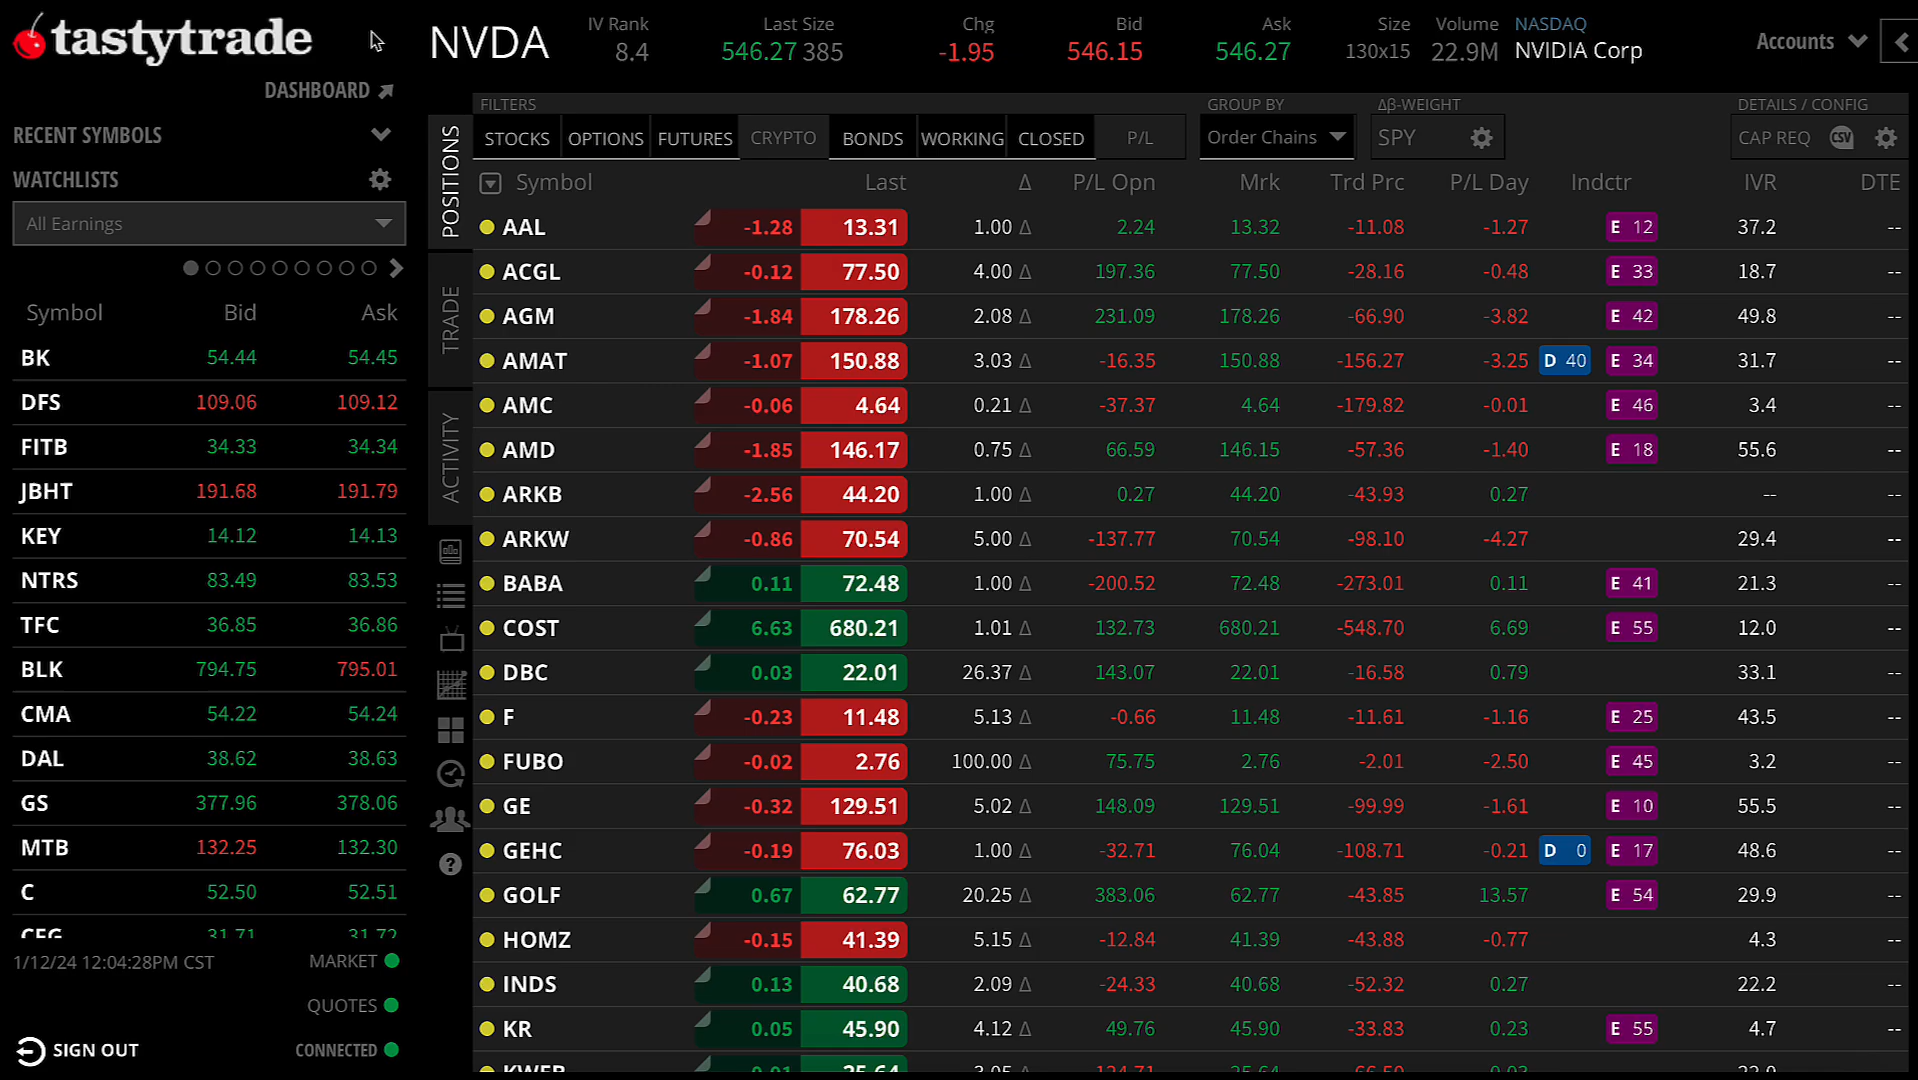 tastytrade
DASHBOARD
RECENT SYMBOLS
WATCHLISTS
All Earnings
Symbol Bid Ask
BK 54.44 54.45
DFS 109.06 109.12
FITB 34.33 34.34
JBHT 191.68 191.79
KEY 14.12 14.13
NTRS 83.49 83.53
TFC 36.85 36.86
BLK 794.75 795.01
CMA 54.22 54.24
DAL 38.62 38.63
GS 377.96 378.06
MTB 132.25 132.30
C 52.50 52.51
CFG 31.71 31.72
1/12/24 12:04:28PM CST MARKET
QUOTES
SIGN OUT CONNECTED
NVDA
IV Rank Last Size Chg Bid Ask Size Volume NASDAQ
8.4 546.27 385 -1.95 546.15 546.27 130x15 22.9M NVIDIA Corp
Accounts
POSITIONS
TRADE
ACTIVITY
FILTERS GROUP BY Δβ-WEIGHT DETAILS / CONFIG
STOCKS OPTIONS FUTURES CRYPTO BONDS WORKING CLOSED P/L Order Chains SPY CAP REQ CSV
Symbol Last Δ P/L Opn Mrk Trd Prc P/L Day Indctr IVR DTE
AAL -1.28 13.31 1.00 Δ 2.24 13.32 -11.08 -1.27 E 12 37.2 --
ACGL -0.12 77.50 4.00 Δ 197.36 77.50 -28.16 -0.48 E 33 18.7 --
AGM -1.84 178.26 2.08 Δ 231.09 178.26 -66.90 -3.82 E 42 49.8 --
AMAT -1.07 150.88 3.03 Δ -16.35 150.88 -156.27 -3.25 D 40 E 34 31.7 --
AMC -0.06 4.64 0.21 Δ -37.37 4.64 -179.82 -0.01 E 46 3.4 --
AMD -1.85 146.17 0.75 Δ 66.59 146.15 -57.36 -1.40 E 18 55.6 --
ARKB -2.56 44.20 1.00 Δ 0.27 44.20 -43.93 0.27 -- --
ARKW -0.86 70.54 5.00 Δ -137.77 70.54 -98.10 -4.27 29.4 --
BABA 0.11 72.48 1.00 Δ -200.52 72.48 -273.01 0.11 E 41 21.3 --
COST 6.63 680.21 1.01 Δ 132.73 680.21 -548.70 6.69 E 55 12.0 --
DBC 0.03 22.01 26.37 Δ 143.07 22.01 -16.58 0.79 33.1 --
F -0.23 11.48 5.13 Δ -0.66 11.48 -11.61 -1.16 E 25 43.5 --
FUBO -0.02 2.76 100.00 Δ 75.75 2.76 -2.01 -2.50 E 45 3.2 --
GE -0.32 129.51 5.02 Δ 148.09 129.51 -99.99 -1.61 E 10 55.5 --
GEHC -0.19 76.03 1.00 Δ -32.71 76.04 -108.71 -0.21 D 0 E 17 48.6 --
GOLF 0.67 62.77 20.25 Δ 383.06 62.77 -43.85 13.57 E 54 29.9 --
HOMZ -0.15 41.39 5.15 Δ -12.84 41.39 -43.88 -0.77 4.3 --
INDS 0.13 40.68 2.09 Δ -24.33 40.68 -52.32 0.27 22.2 --
KR 0.05 45.90 4.12 Δ 49.76 45.90 -33.83 0.23 E 55 4.7 --
KWEB